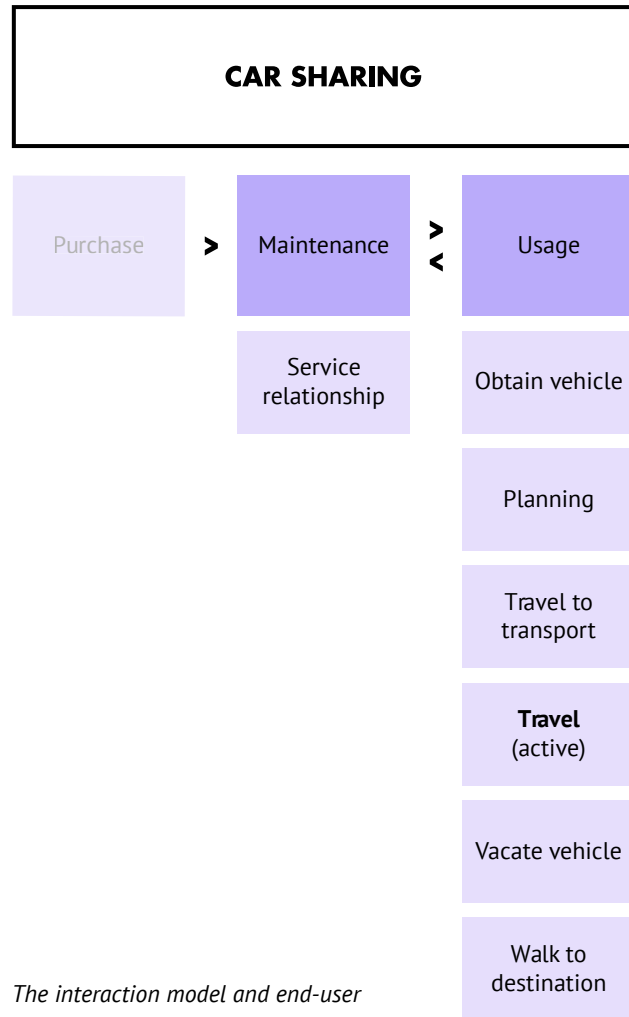 CAR SHARING
Purchase
>
Maintenance
>
<
Usage
Service
relationship
Obtain vehicle
Planning
Travel to
transport
Travel
(active)
Vacate vehicle
Walk to
destination
The interaction model and end-user